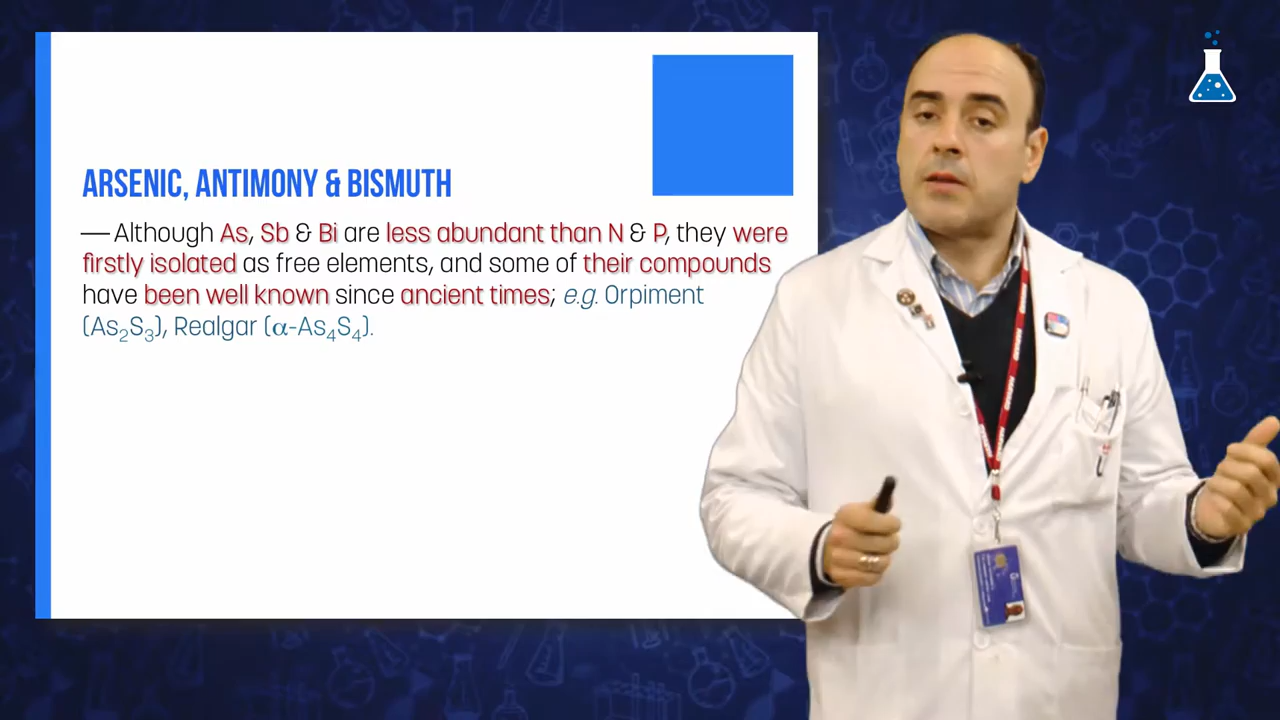 ARSENIC, ANTIMONY & BISMUTH
— Although As, Sb & Bi are less abundant than N & P, they were
firstly isolated as free elements, and some of their compounds
have been well known since ancient times; e.g. Orpiment
(As₂S₃), Realgar (α-As₄S₄).